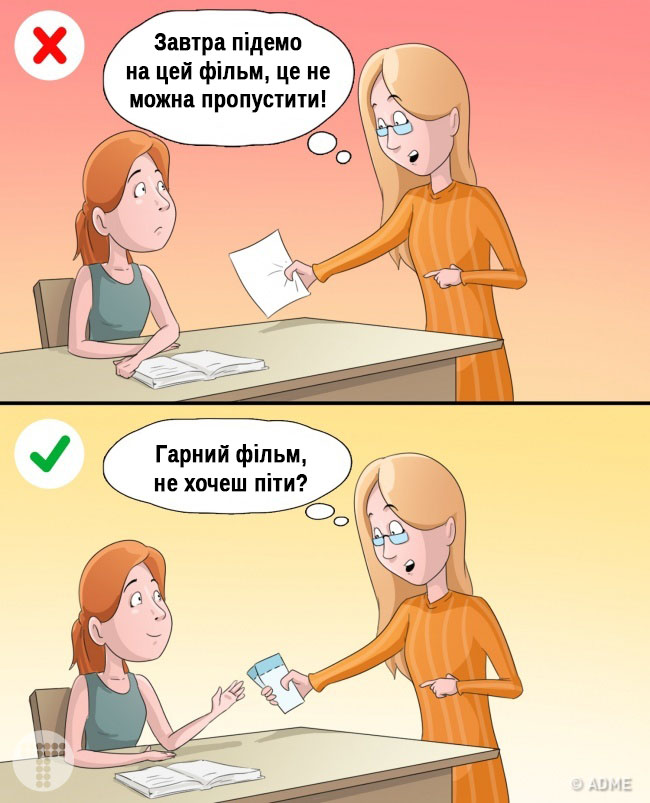 Завтра підемо
на цей фільм, це не
можна пропустити!
Гарний фільм,
не хочеш піти?
© ADME